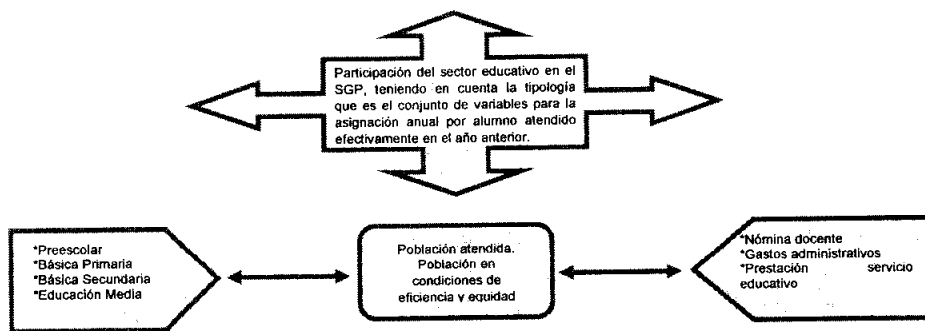 Participación del sector educativo en el
SGP, teniendo en cuenta la tipología
que es el conjunto de variables para la
asignación anual por alumno atendido
efectivamente en el año anterior.
*Preescolar
*Básica Primaria
*Básica Secundaria
*Educación Media
Población atendida.
Población en
condiciones de
eficiencia y equidad
*Nómina docente
*Gastos administrativos
*Prestación servicio
educativo